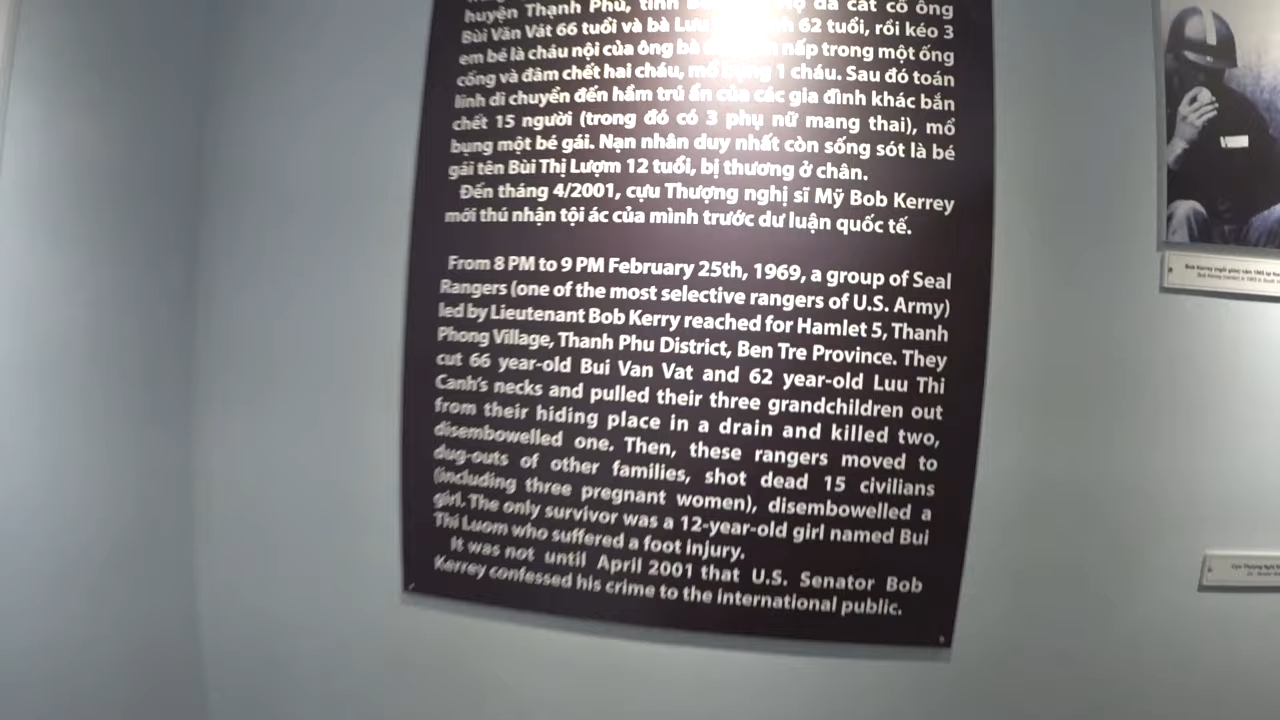 huyện Thạnh Phú, tỉnh đã cắt cổ ông
Bùi Văn Vát 66 tuổi và bà Lưu 62 tuổi, rồi kéo 3
em bé là cháu nội của ông bà nấp trong một ống
cống và đâm chết hai cháu, mổ bụng 1 cháu. Sau đó toán
lính di chuyển đến hầm trú ẩn của các gia đình khác bắn
chết 15 người (trong đó có 3 phụ nữ mang thai), mổ
bụng một bé gái. Nạn nhân duy nhất còn sống sót là bé
gái tên Bùi Thị Lượm 12 tuổi, bị thương ở chân.
Đến tháng 4/2001, cựu Thượng nghị sĩ Mỹ Bob Kerrey
mới thú nhận tội ác của mình trước dư luận quốc tế.
From 8 PM to 9 PM February 25th, 1969, a group of Seal
Rangers (one of the most selective rangers of U.S. Army)
led by Lieutenant Bob Kerry reached for Hamlet 5, Thanh
Phong Village, Thanh Phu District, Ben Tre Province. They
cut 66 year-old Bui Van Vat and 62 year-old Luu Thi
Canh's necks and pulled their three grandchildren out
from their hiding place in a drain and killed two,
disembowelled one. Then, these rangers moved to
dug-outs of other families, shot dead 15 civilians
(including three pregnant women), disembowelled a
girl. The only survivor was a 12-year-old girl named Bui
Thi Luom who suffered a foot injury.
It was not until April 2001 that U.S. Senator Bob
Kerrey confessed his crime to the international public.